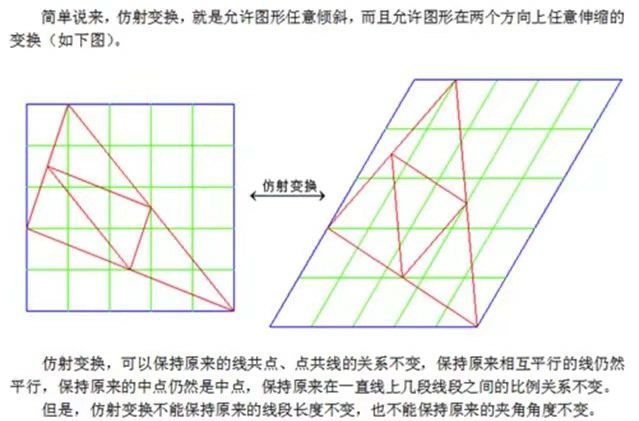 简单说来，仿射变换，就是允许图形任意倾斜，而且允许图形在两个方向上任意伸缩的
变换（如下图）。
仿射变换
仿射变换，可以保持原来的线共点、点共线的关系不变，保持原来相互平行的线仍然
平行，保持原来的中点仍然是中点，保持原来在一直线上几段线段之间的比例关系不变。
但是，仿射变换不能保持原来的线段长度不变，也不能保持原来的夹角角度不变。